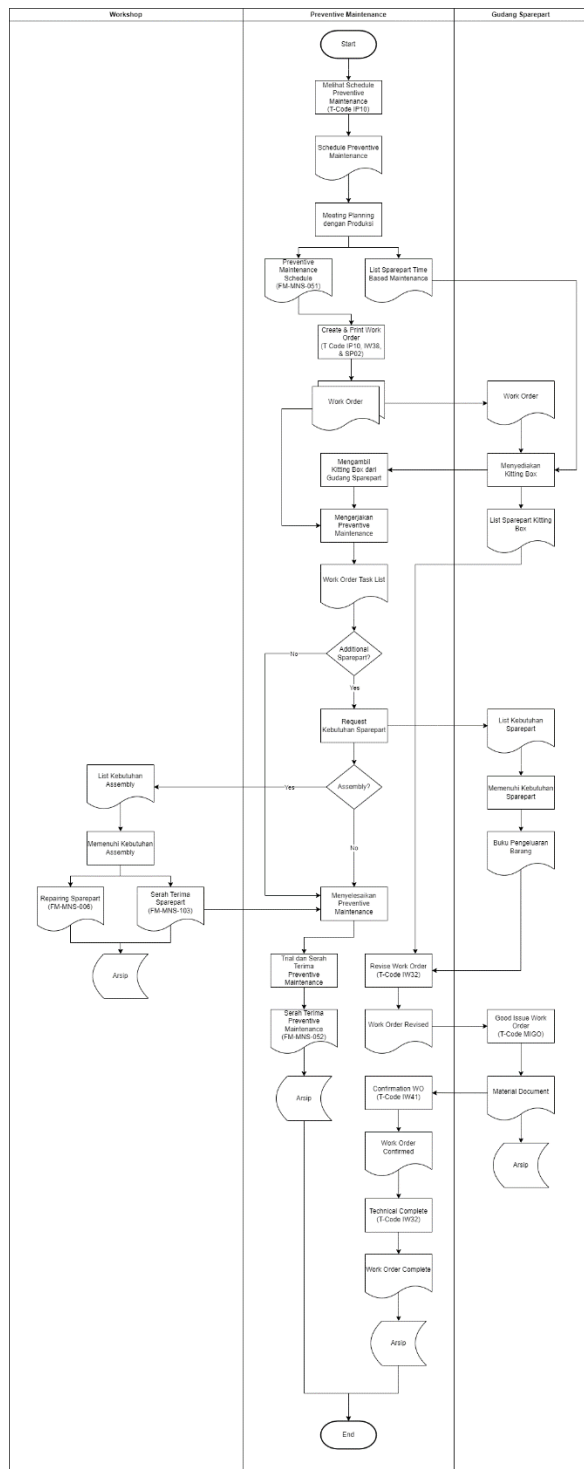 Workshop
Preventive Maintenance
Gudang Sparepart
Start
Melihat Schedule
Preventive
Maintenance
(T-Code IP10)
Schedule Preventive
Maintenance
Meating Planning
dengan Produksi
Preventive
Maintenance
Schedule
(FM-MNS-051)
List Sparepart Time
Based Maintenance
Create & Print Work
Order
(T Code IP10, IW38,
& SP02)
Work Order
Work Order
Mengambil
Kitting Box dari
Gudang Sparepart
Menyediakan
Kitting Box
Mengerjakan
Preventive
Maintenance
List Sparepart Kitting
Box
Work Order Task List
Additional
Sparepart?
No
Yes
Request
Kebutuhan Sparepart
List Kebutuhan
Sparepart
List Kebutuhan
Assembly
Yes
Assembly?
Memenuhi Kebutuhan
Sparepart
Memenuhi Kebutuhan
Assembly
No
Buku Pengeluaran
Barang
Repairing Sparepart
(FM-MNS-006)
Serah Terima
Sparepart
(FM-MNS-103)
Menyelesaikan
Preventive
Maintenance
Arsip
Trial dan Serah
Terima
Preventive
Maintenance
Revise Work Order
(T-Code IW32)
Serah Terima
Preventive
Maintenance
(FM-MNS-052)
Work Order Revised
Good Issue Work
Order
(T-Code MIGO)
Arsip
Confirmation WO
(T-Code IW41)
Material Document
Work Order
Confirmed
Arsip
Technical Complete
(T-Code IW32)
Work Order Complete
Arsip
End